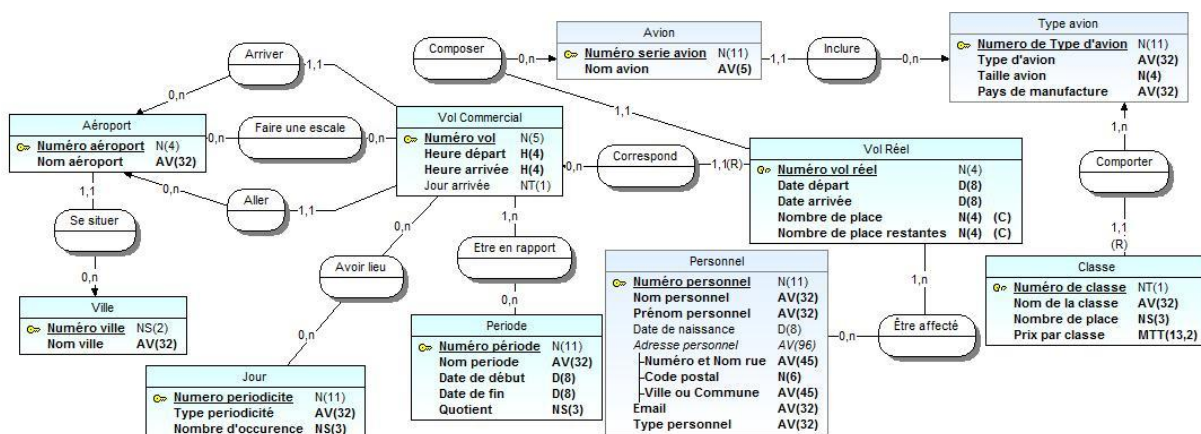 Type avion
Numero de Type d'avion N(11)
Type d'avion AV(32)
Taille avion N(4)
Pays de manufacture AV(32)
Avion
Numéro serie avion N(11)
Nom avion AV(5)
Composer
0,n
1,1
Inclure
0,n
Arriver
1,1
0,n
1,1
Aéroport
Numéro aéroport N(4)
Nom aéroport AV(32)
0,n
Faire une escale
0,n
Vol Commercial
Numéro vol N(5)
Heure départ H(4)
Heure arrivée H(4)
Jour arrivée NT(1)
0,n
Correspond
1,1(R)
Vol Réel
Numéro vol réel N(4)
Date départ D(8)
Date arrivée D(8)
Nombre de place N(4) (C)
Nombre de place restantes N(4) (C)
1,n
Comporter
1,1
(R)
0,n
Aller
1,1
1,1
Se situer
0,n
0,n
Avoir lieu
0,n
1,n
Etre en rapport
0,n
Ville
Numéro ville NS(2)
Nom ville AV(32)
Jour
Numero periodicite N(11)
Type periodicité AV(32)
Nombre d'occurence NS(3)
Periode
Numéro période N(11)
Nom periode AV(32)
Date de début D(8)
Date de fin D(8)
Quotient NS(3)
Personnel
Numéro personnel N(11)
Nom personnel AV(32)
Prénom personnel AV(32)
Date de naissance D(8)
Adresse personnel AV(96)
Numéro et Nom rue AV(45)
Code postal N(6)
Ville ou Commune AV(45)
Email AV(32)
Type personnel AV(32)
0,n
Être affecté
1,n
Classe
Numéro de classe NT(1)
Nom de la classe AV(32)
Nombre de place NS(3)
Prix par classe MTT(13,2)